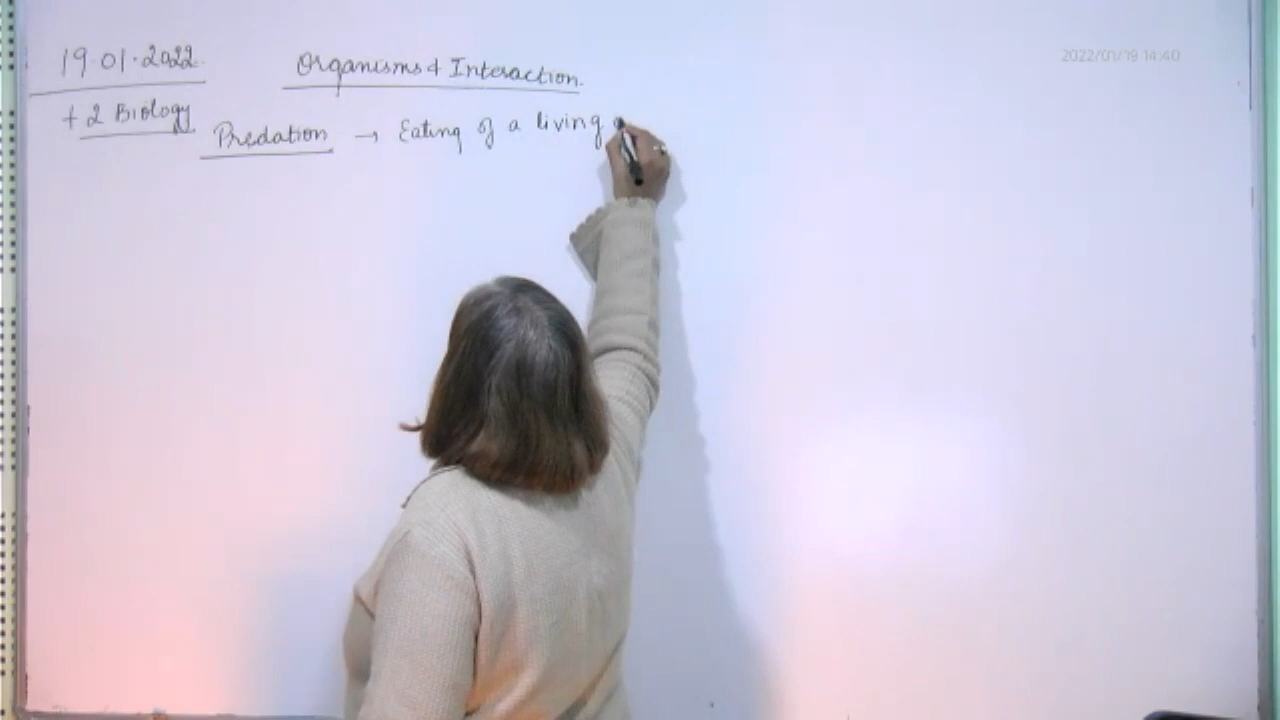 19.01.2022
Organisms & Interaction.
2022/01/19 14:40
+2 Biology
Predation → Eating of a living